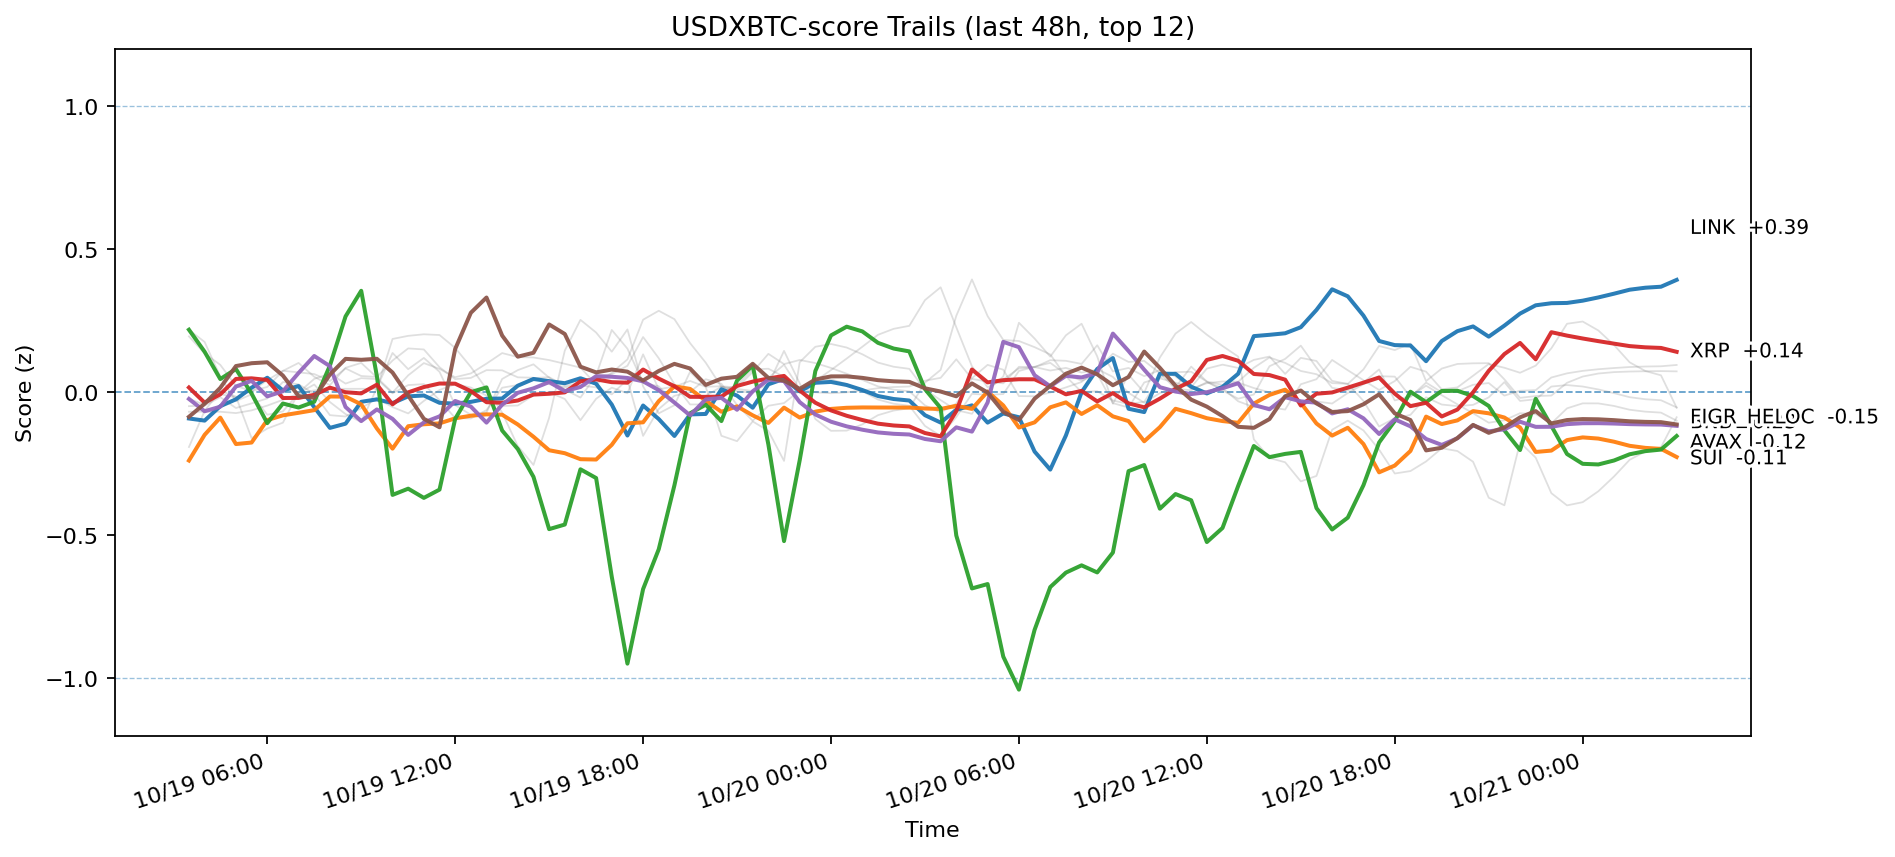 USDXBTC-score Trails (last 48h, top 12)
Score (z)
1.0
0.5
0.0
−0.5
−1.0
LINK +0.39
XRP +0.14
FIGR_HELOC -0.15
AVAX -0.12
SUI -0.11
10/19 06:00
10/19 12:00
10/19 18:00
10/20 00:00
10/20 06:00
10/20 12:00
10/20 18:00
10/21 00:00
Time